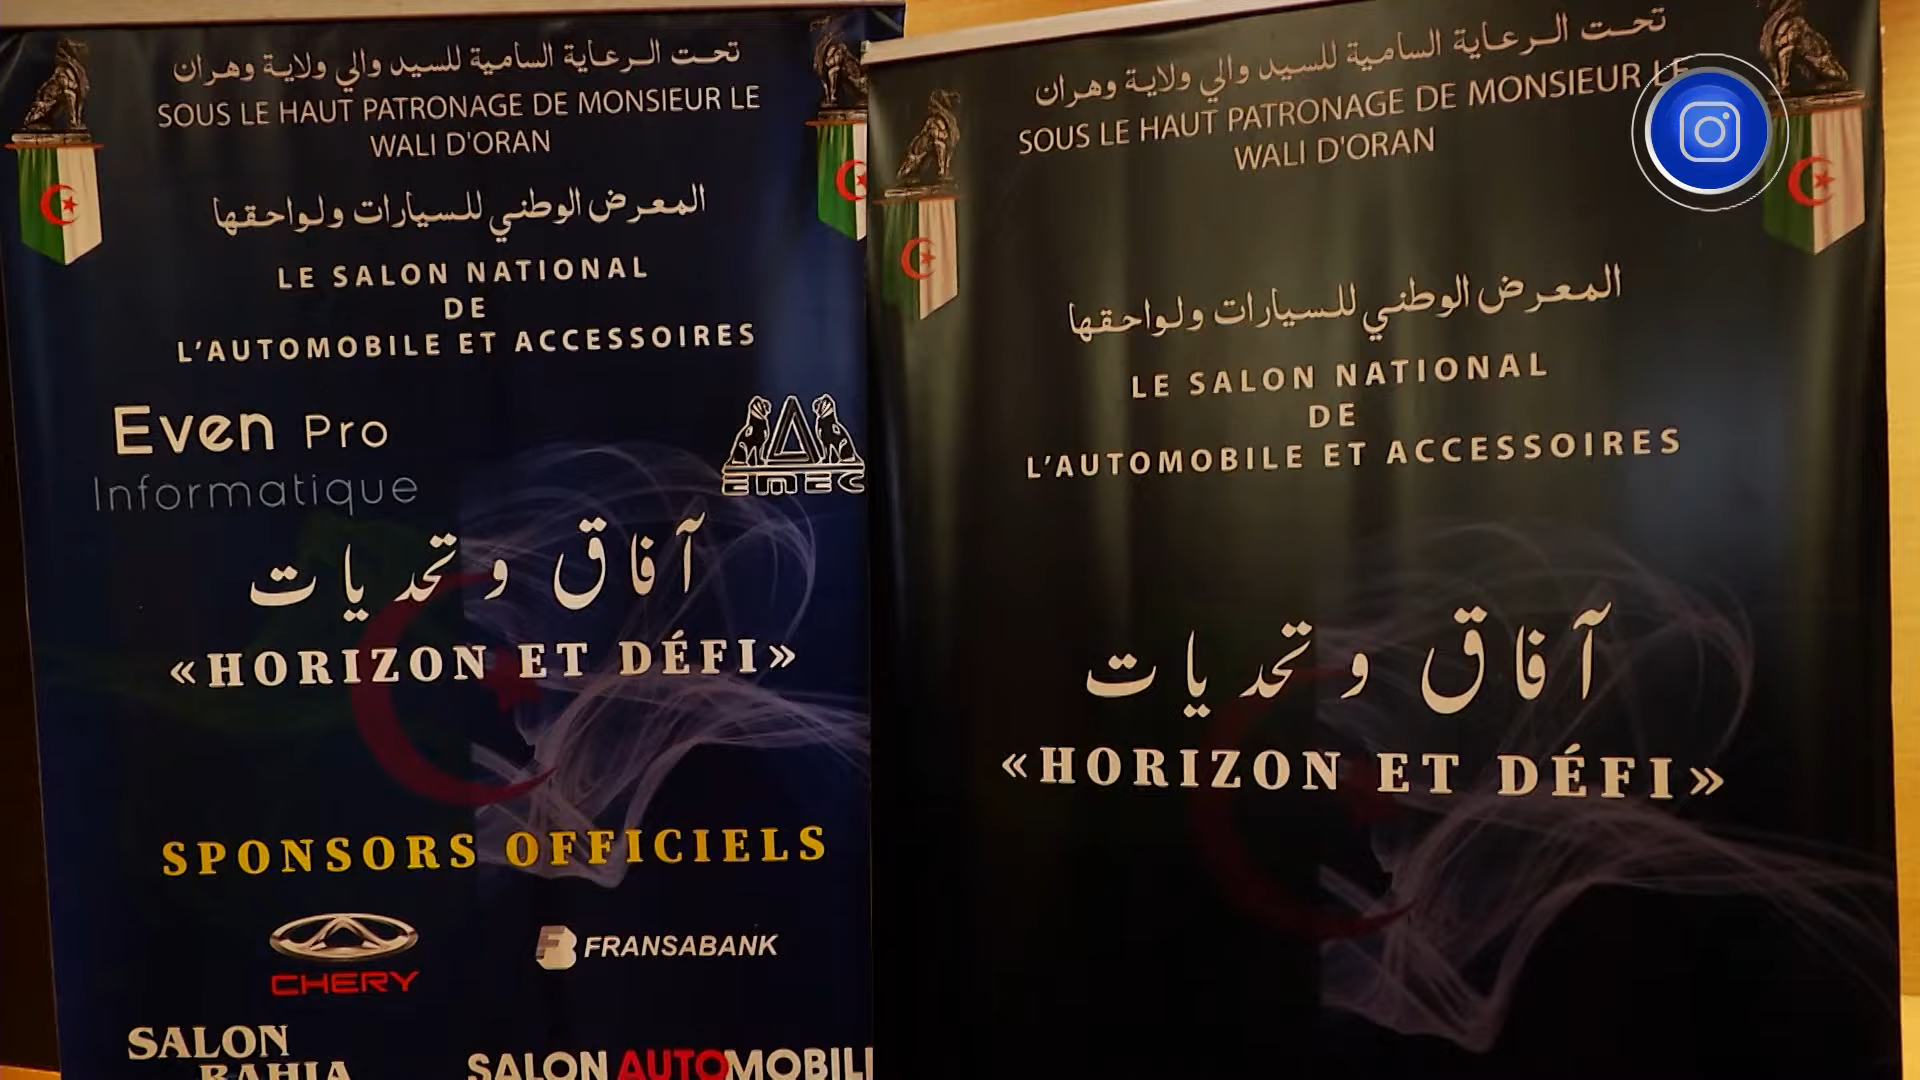 تحت الرعاية السامية للسيد والي ولاية وهران
SOUS LE HAUT PATRONAGE DE MONSIEUR LE
WALI D'ORAN
المعرض الوطني للسيارات ولواحقها
LE SALON NATIONAL
DE
L'AUTOMOBILE ET ACCESSOIRES
Even Pro
Informatique
EMEC
آفاق و تحديات
«HORIZON ET DÉFI»
SPONSORS OFFICIELS
CHERY
FRANSABANK
SALON
BAHIA
SALON AUTOMOBILE
تحت الرعاية السامية للسيد والي ولاية وهران
SOUS LE HAUT PATRONAGE DE MONSIEUR LE
WALI D'ORAN
المعرض الوطني للسيارات ولواحقها
LE SALON NATIONAL
DE
L'AUTOMOBILE ET ACCESSOIRES
آفاق و تحديات
«HORIZON ET DÉFI»